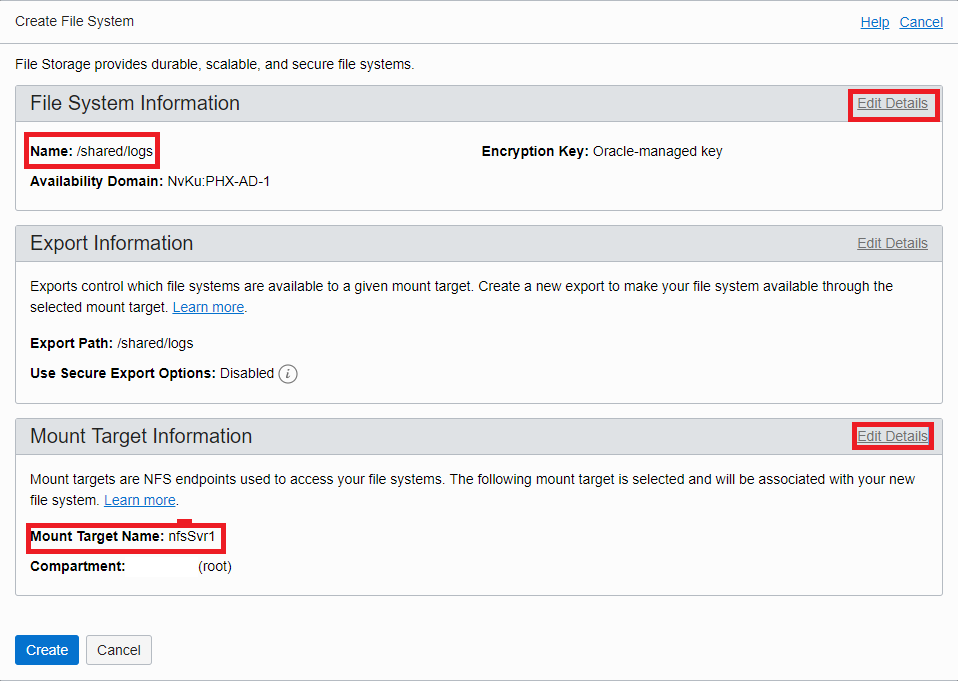 Create File System
Help Cancel
File Storage provides durable, scalable, and secure file systems.
File System Information
Edit Details
Name: /shared/logs
Encryption Key: Oracle-managed key
Availability Domain: NvKu:PHX-AD-1
Export Information
Edit Details
Exports control which file systems are available to a given mount target. Create a new export to make your file system available through the
selected mount target. Learn more.
Export Path: /shared/logs
Use Secure Export Options: Disabled i
Mount Target Information
Edit Details
Mount targets are NFS endpoints used to access your file systems. The following mount target is selected and will be associated with your new
file system. Learn more.
Mount Target Name: nfsSvr1
Compartment: (root)
Create Cancel